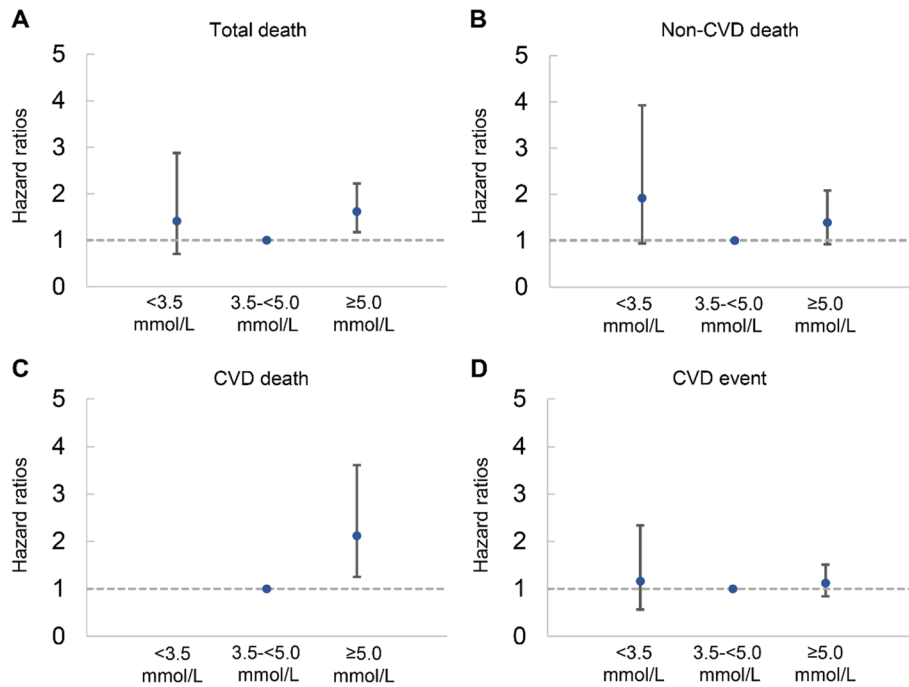 A
Total death
Hazard ratios
5
4
3
2
1
0
<3.5
mmol/L
3.5-<5.0
mmol/L
≥5.0
mmol/L
B
Non-CVD death
Hazard ratios
5
4
3
2
1
0
<3.5
mmol/L
3.5-<5.0
mmol/L
≥5.0
mmol/L
C
CVD death
Hazard ratios
5
4
3
2
1
0
<3.5
mmol/L
3.5-<5.0
mmol/L
≥5.0
mmol/L
D
CVD event
Hazard ratios
5
4
3
2
1
0
<3.5
mmol/L
3.5-<5.0
mmol/L
≥5.0
mmol/L